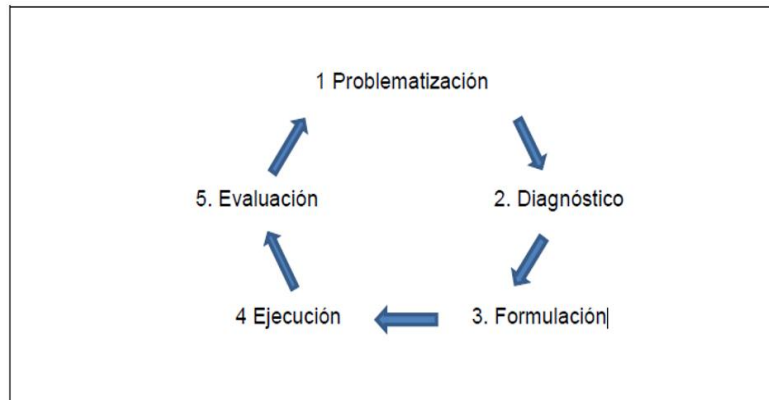 1 Problematización
2. Diagnóstico
3. Formulación
4 Ejecución
5. Evaluación